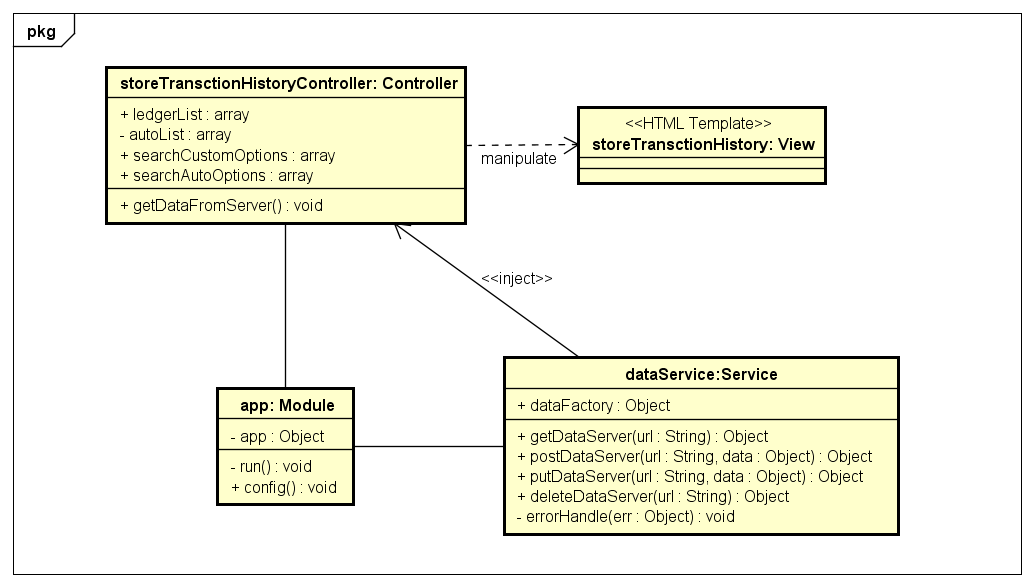 pkg
storeTransctionHistoryController: Controller
+ ledgerList : array
- autoList : array
+ searchCustomOptions : array
+ searchAutoOptions : array
+ getDataFromServer() : void
manipulate
<<HTML Template>>
storeTransctionHistory: View
<<inject>>
app: Module
- app : Object
- run() : void
+ config() : void
dataService:Service
+ dataFactory : Object
+ getDataServer(url : String) : Object
+ postDataServer(url : String, data : Object) : Object
+ putDataServer(url : String, data : Object) : Object
+ deleteDataServer(url : String) : Object
- errorHandle(err : Object) : void